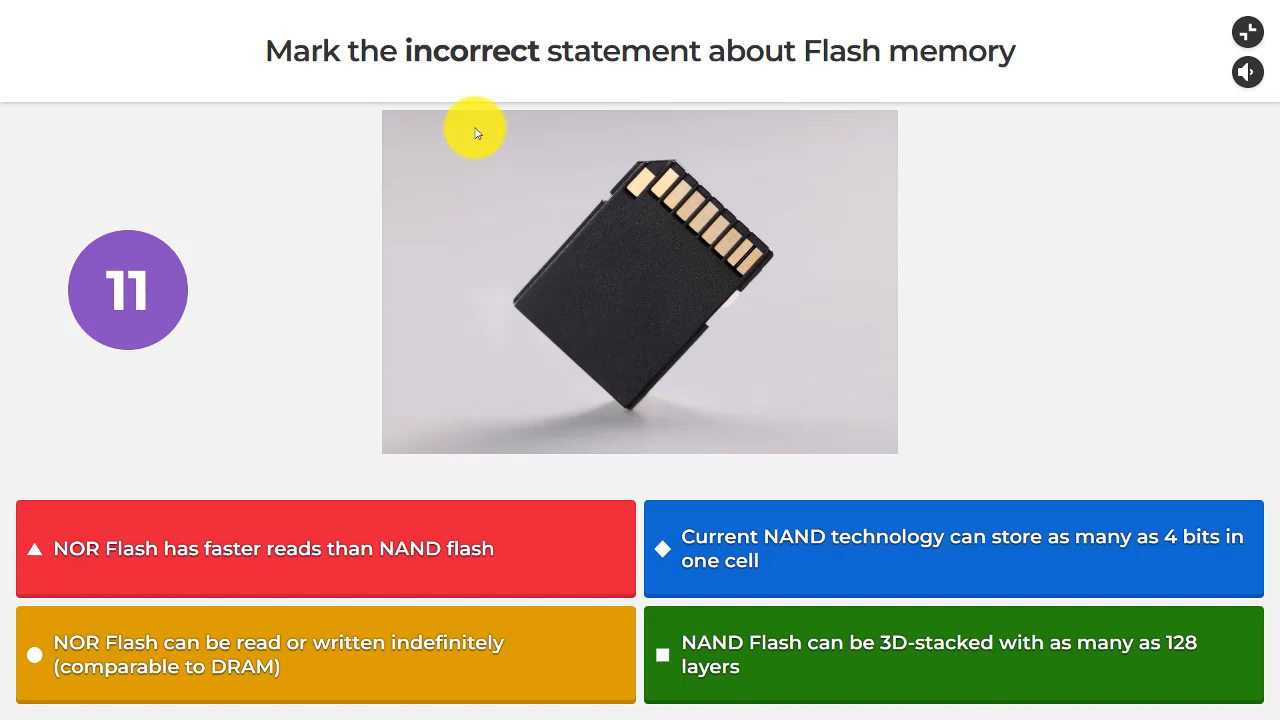 Mark the incorrect statement about Flash memory
11
NOR Flash has faster reads than NAND flash
Current NAND technology can store as many as 4 bits in
one cell
NOR Flash can be read or written indefinitely
(comparable to DRAM)
NAND Flash can be 3D-stacked with as many as 128
layers